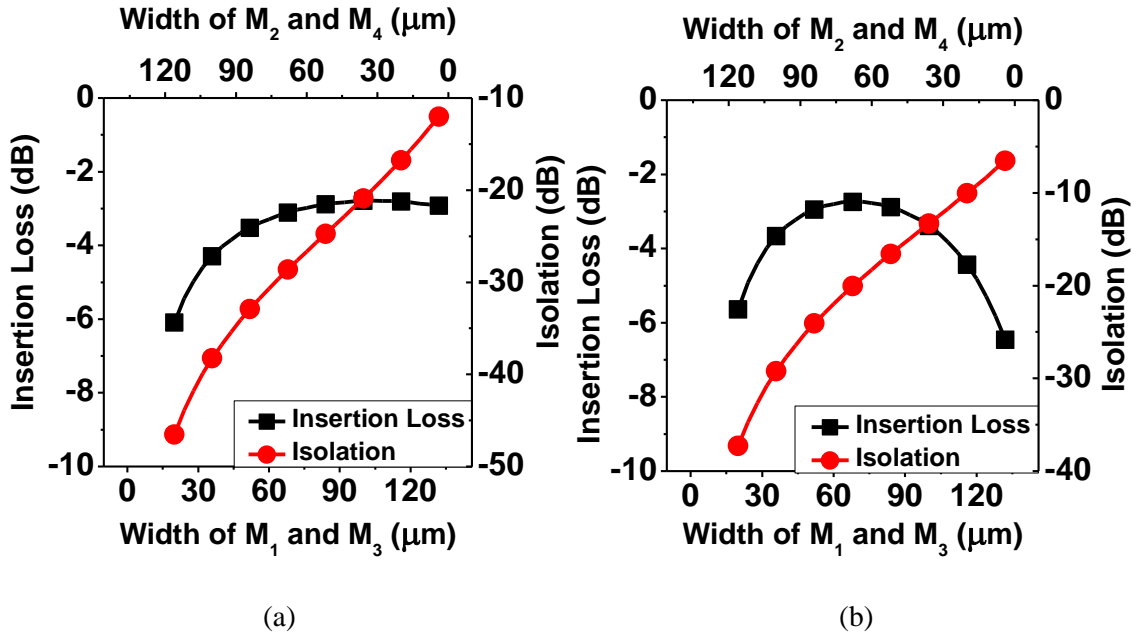 Width of M2 and M4 (μm)
120 90 60 30 0
0 -2 -4 -6 -8 -10
Insertion Loss (dB)
-10 -20 -30 -40 -50
Isolation (dB)
Insertion Loss
Isolation
0 30 60 90 120
Width of M1 and M3 (μm)
(a)
Width of M2 and M4 (μm)
120 90 60 30 0
0 -2 -4 -6 -8 -10
Insertion Loss (dB)
0 -10 -20 -30 -40
Isolation (dB)
Insertion Loss
Isolation
0 30 60 90 120
Width of M1 and M3 (μm)
(b)